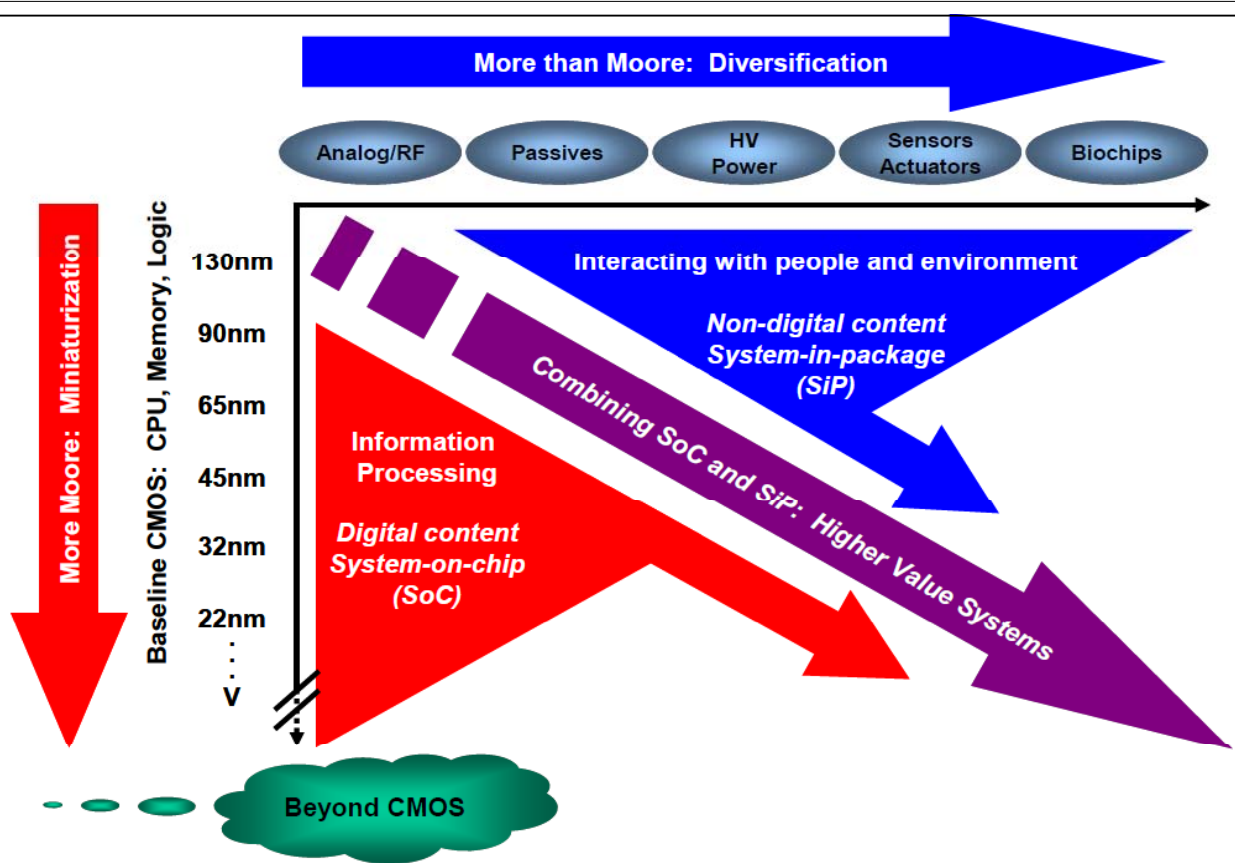 More than Moore: Diversification
Analog/RF
Passives
HV
Power
Sensors
Actuators
Biochips
More Moore: Miniaturization
Baseline CMOS: CPU, Memory, Logic
130nm
90nm
65nm
45nm
32nm
22nm
V
Interacting with people and environment
Non-digital content
System-in-package
(SiP)
Combining SoC and SiP: Higher Value Systems
Information
Processing
Digital content
System-on-chip
(SoC)
Beyond CMOS